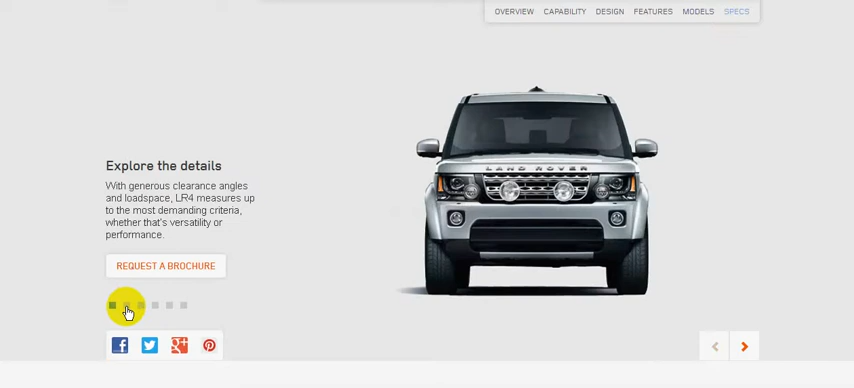 OVERVIEW CAPABILITY DESIGN FEATURES MODELS SPECS
LAND ROVER
Explore the details
With generous clearance angles
and loadspace, LR4 measures up
to the most demanding criteria,
whether that's versatility or
performance.
REQUEST A BROCHURE